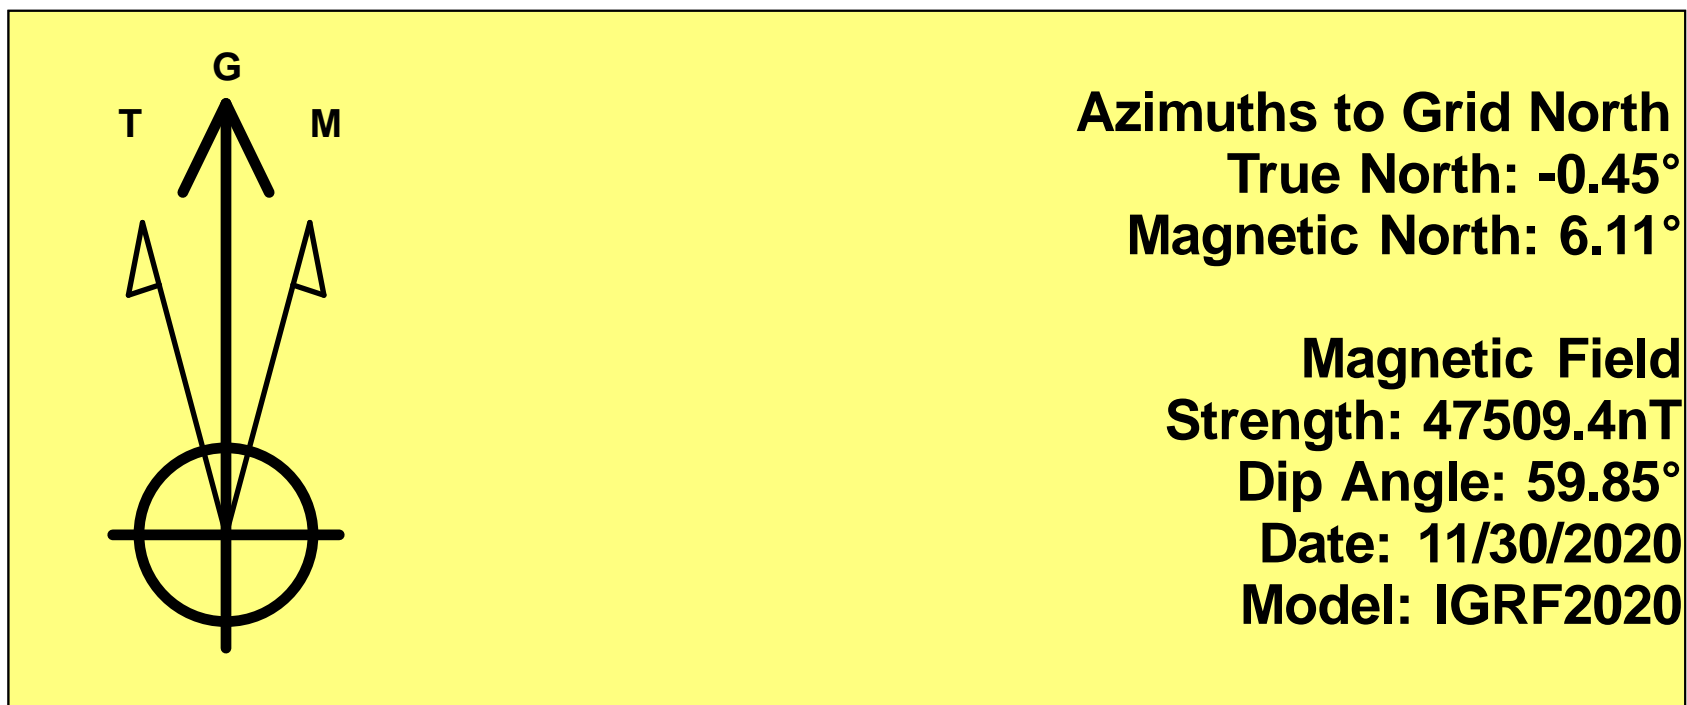 G
T
M
Azimuths to Grid North
True North: -0.45°
Magnetic North: 6.11°
Magnetic Field
Strength: 47509.4nT
Dip Angle: 59.85°
Date: 11/30/2020
Model: IGRF2020